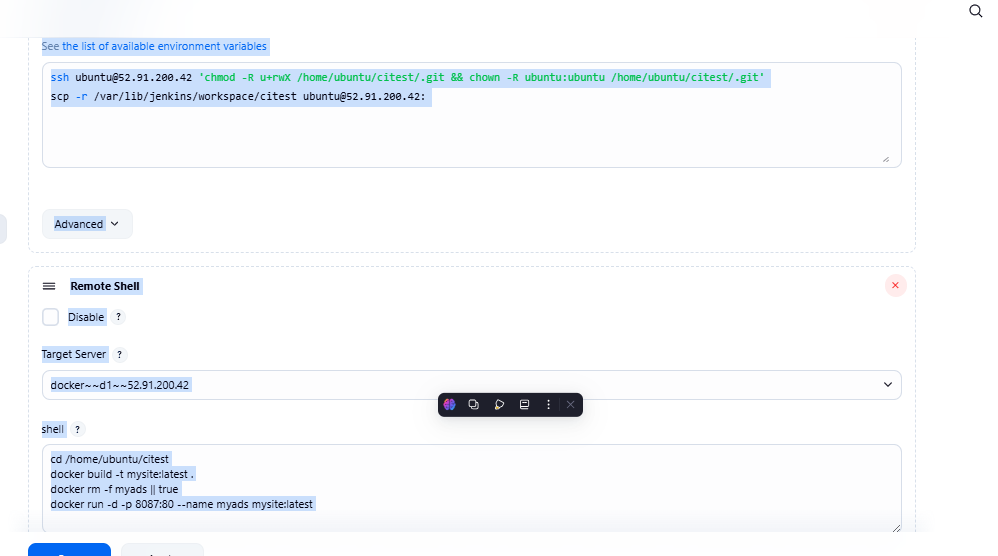 See the list of available environment variables
ssh ubuntu@52.91.200.42 'chmod -R u+rwX /home/ubuntu/citest/.git && chown -R ubuntu:ubuntu /home/ubuntu/citest/.git'
scp -r /var/lib/jenkins/workspace/citest ubuntu@52.91.200.42:
Advanced
Remote Shell
Disable ?
Target Server ?
docker~~d1~~52.91.200.42
shell ?
cd /home/ubuntu/citest
docker build -t mysite:latest .
docker rm -f myads || true
docker run -d -p 8087:80 --name myads mysite:latest